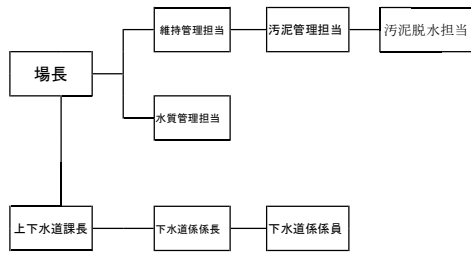 維持管理担当
汚泥管理担当
汚泥脱水担当
場長
水質管理担当
上下水道課長
下水道係係長
下水道係係員